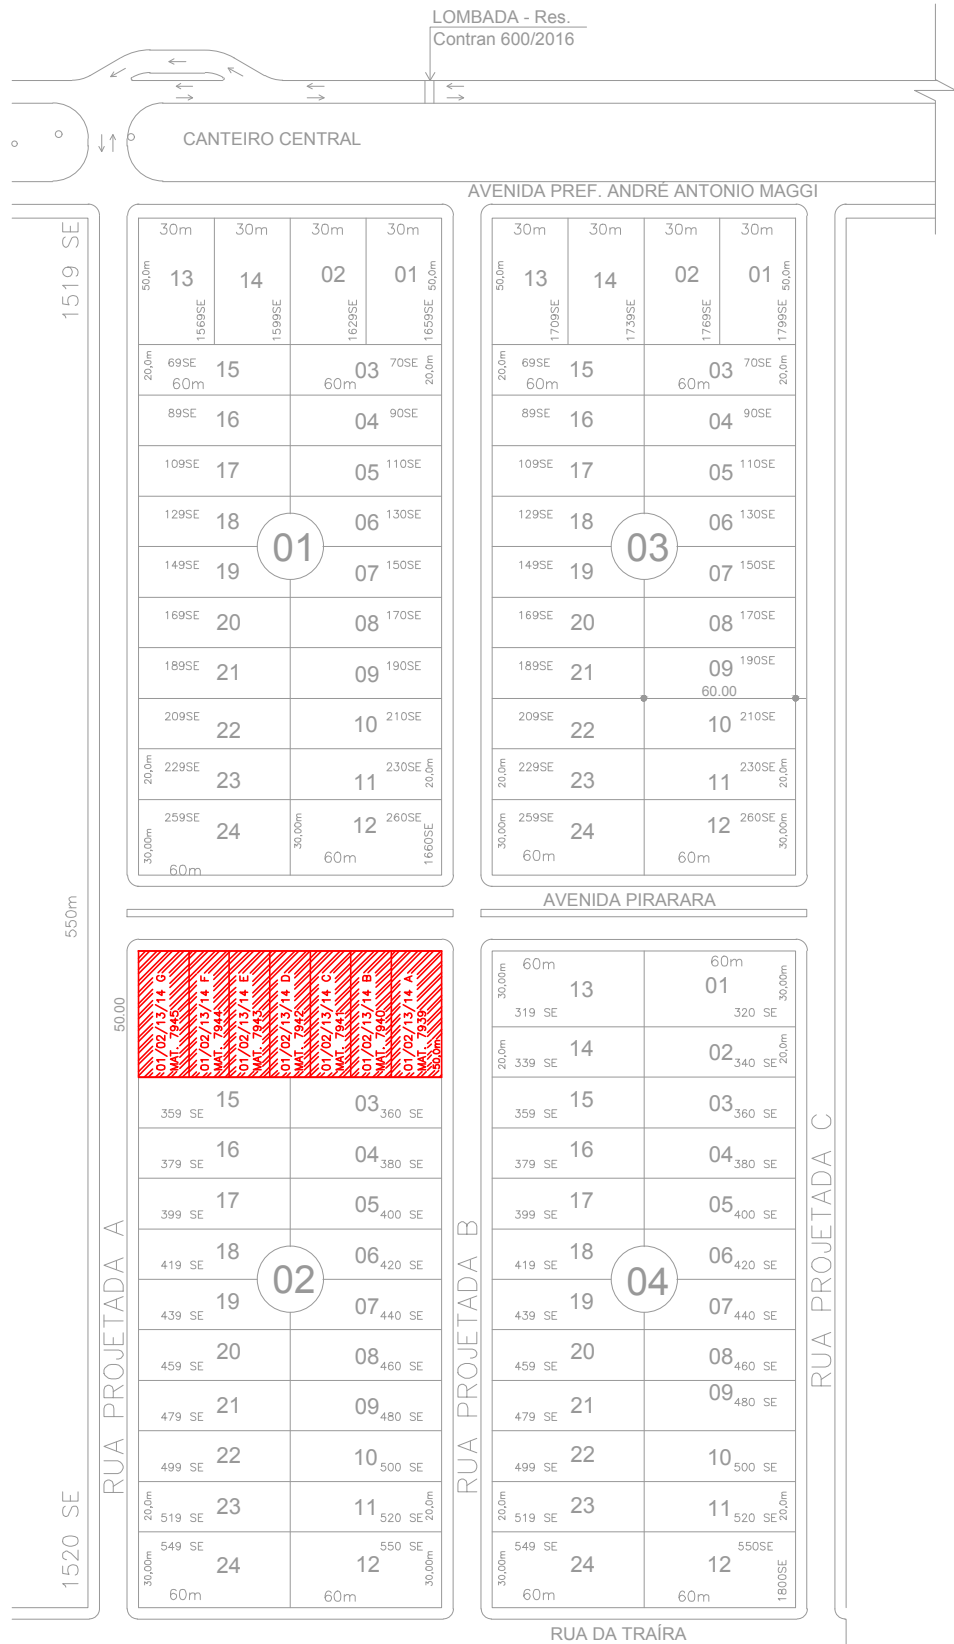 LOMBADA - Res.
Contran 600/2016
CANTEIRO CENTRAL
AVENIDA PREF. ANDRÉ ANTONIO MAGGI
1519 SE
30m 30m 30m 30m
50,0m 13 14 02 01 50,0m
1569SE 1599SE 1629SE 1659SE
20,0m 69SE 15 60m 03 70SE 60m 20,0m
89SE 16 04 90SE
109SE 17 05 110SE
129SE 18 06 130SE
01
149SE 19 07 150SE
169SE 20 08 170SE
189SE 21 09 190SE
209SE 22 10 210SE
20,0m 229SE 23 11 230SE 20,0m
30,00m 259SE 24 60m 30,00m 12 260SE 60m 1660SE
30m 30m 30m 30m
50,0m 13 14 02 01 50,0m
1709SE 1739SE 1769SE 1799SE
20,0m 69SE 15 60m 03 70SE 60m 20,0m
89SE 16 04 90SE
109SE 17 05 110SE
129SE 18 06 130SE
03
149SE 19 07 150SE
169SE 20 08 170SE
189SE 21 09 190SE
60.00
209SE 22 10 210SE
20,0m 229SE 23 11 230SE 20,0m
30,00m 259SE 24 60m 12 260SE 60m 30,00m
550m
AVENIDA PIRARARA
50.00
01/02/13/14 G
MAT. 7945
01/02/13/14 F
MAT. 7944
01/02/13/14 E
MAT. 7943
01/02/13/14 D
MAT. 7942
01/02/13/14 C
MAT. 7941
01/02/13/14 B
MAT. 7940
01/02/13/14 A
MAT. 7939
50,0m
359 SE 15 03 360 SE
379 SE 16 04 380 SE
399 SE 17 05 400 SE
419 SE 18 06 420 SE
02
439 SE 19 07 440 SE
459 SE 20 08 460 SE
479 SE 21 09 480 SE
499 SE 22 10 500 SE
20,0m 519 SE 23 11 520 SE 20,0m
30,00m 549 SE 24 60m 12 550 SE 60m 30,00m
30,00m 60m 13 319 SE 60m 01 320 SE 30,00m
20,0m 339 SE 14 02 340 SE 20,0m
359 SE 15 03 360 SE
379 SE 16 04 380 SE
399 SE 17 05 400 SE
419 SE 18 06 420 SE
04
439 SE 19 07 440 SE
459 SE 20 08 460 SE
479 SE 21 09 480 SE
499 SE 22 10 500 SE
20,0m 519 SE 23 11 520 SE 20,0m
30,00m 549 SE 24 60m 12 550SE 60m 1800SE
RUA PROJETADA A
RUA PROJETADA B
RUA PROJETADA C
1520 SE
RUA DA TRAÍRA